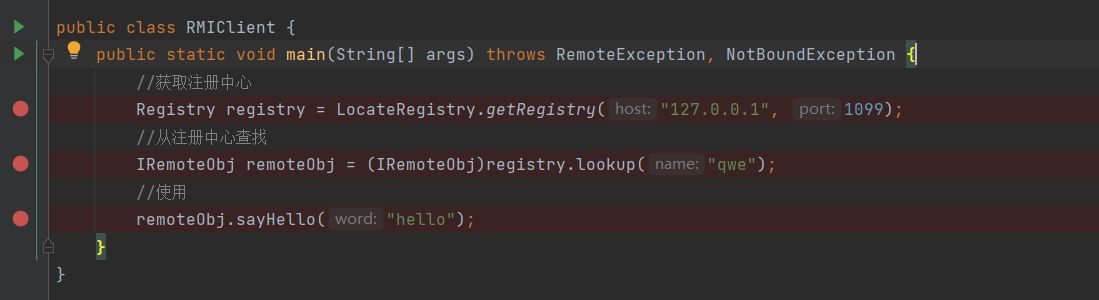 public class RMIClient {
public static void main(String[] args) throws RemoteException, NotBoundException {
//获取注册中心
Registry registry = LocateRegistry.getRegistry( host: "127.0.0.1", port: 1099);
//从注册中心查找
IRemoteObj remoteObj = (IRemoteObj)registry.lookup( name: "qwe");
//使用
remoteObj.sayHello( word: "hello");
}
}